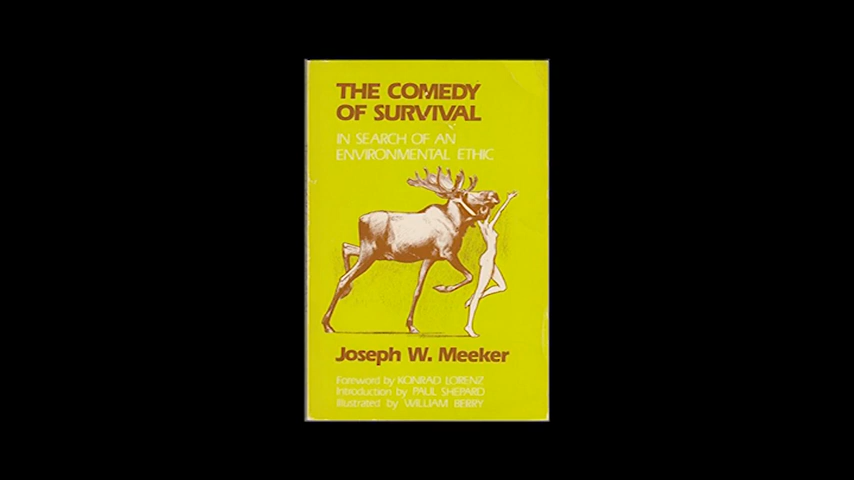 THE COMEDY
OF SURVIVAL
IN SEARCH OF AN
ENVIRONMENTAL ETHIC
Joseph W. Meeker
Foreword by KONRAD LORENZ
Introduction by PAUL SHEPARD
Illustrated by WILLIAM BERRY